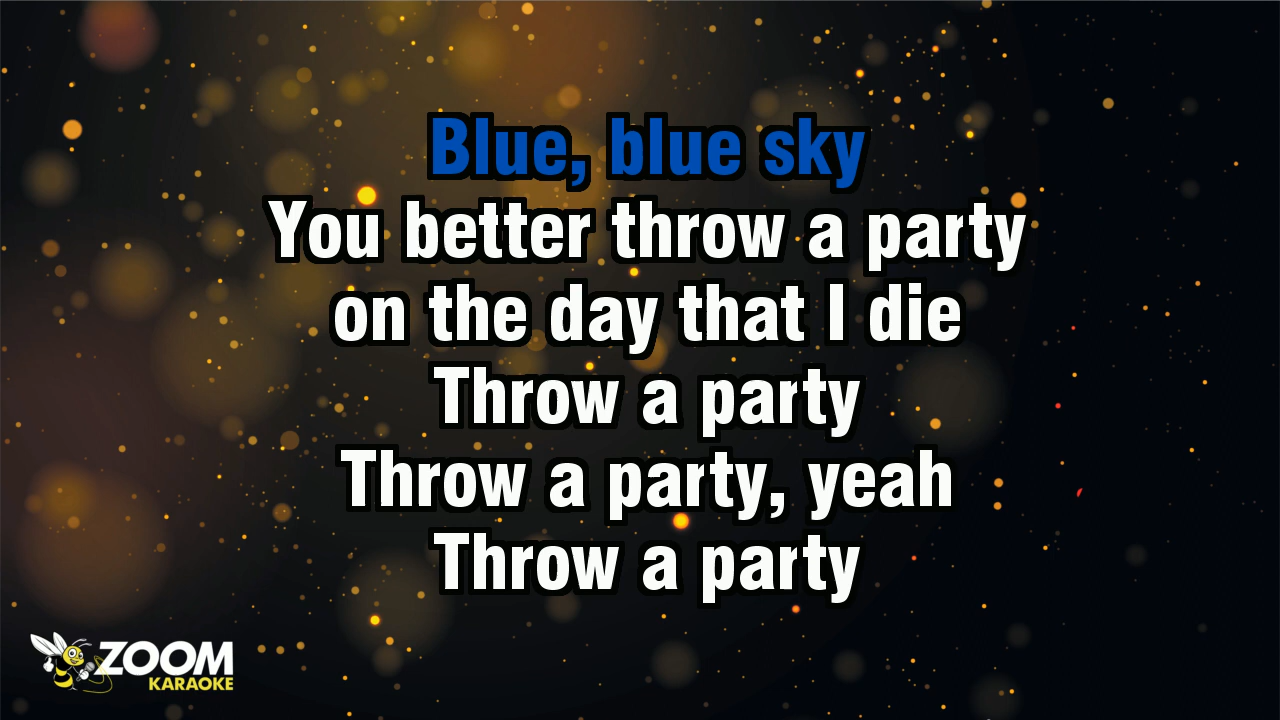 Blue, blue sky
You better throw a party
on the day that I die
Throw a party
Throw a party, yeah
Throw a party
ZOOM
KARAOKE